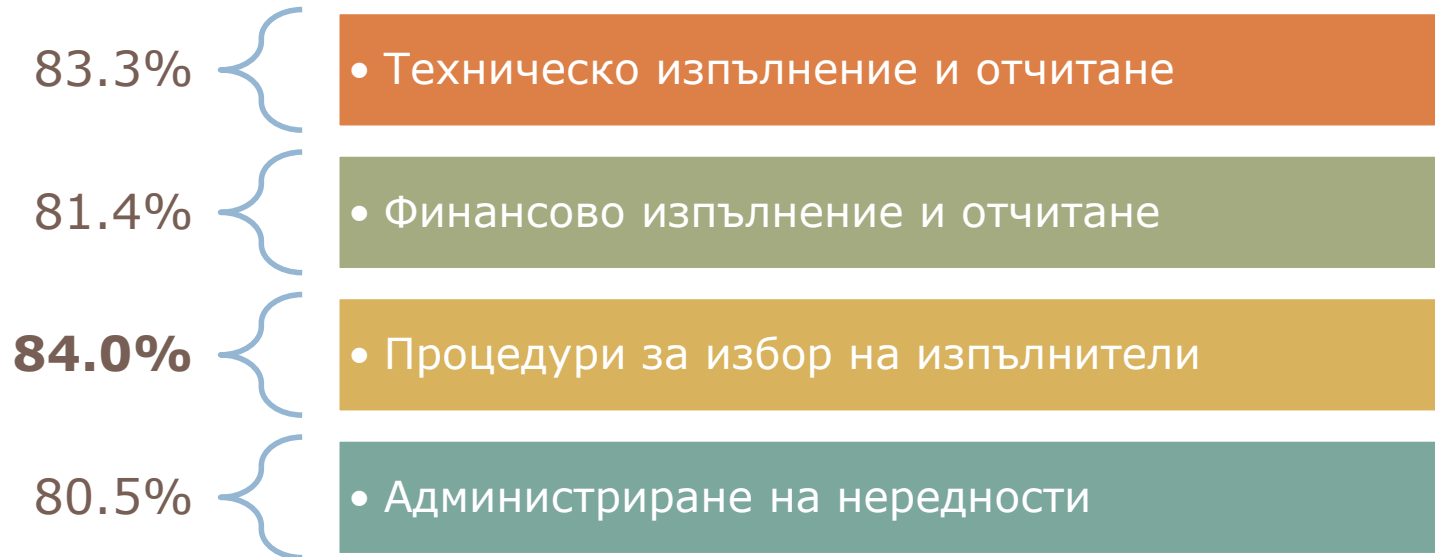 83.3%
• Техническо изпълнение и отчитане
81.4%
• Финансово изпълнение и отчитане
84.0%
• Процедури за избор на изпълнители
80.5%
• Администриране на нередности